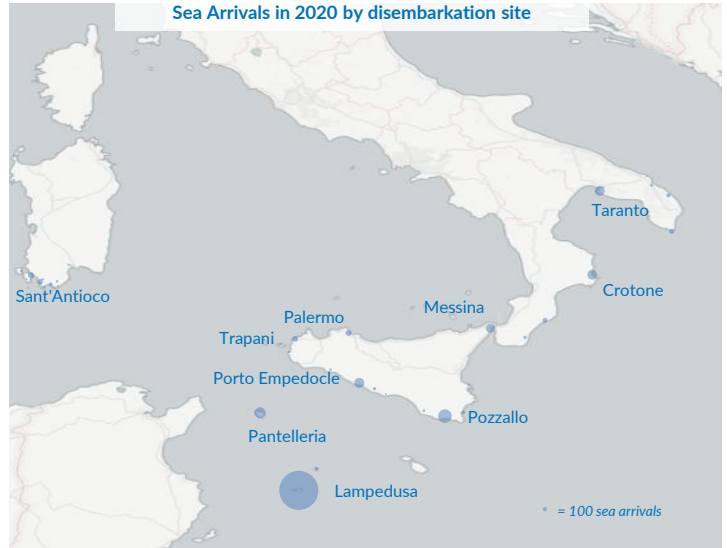 Sea Arrivals in 2020 by disembarkation site
Taranto
Crotone
Sant'Antioco
Messina
Palermo
Trapani
Porto Empedocle
Pozzallo
Pantelleria
Lampedusa
= 100 sea arrivals